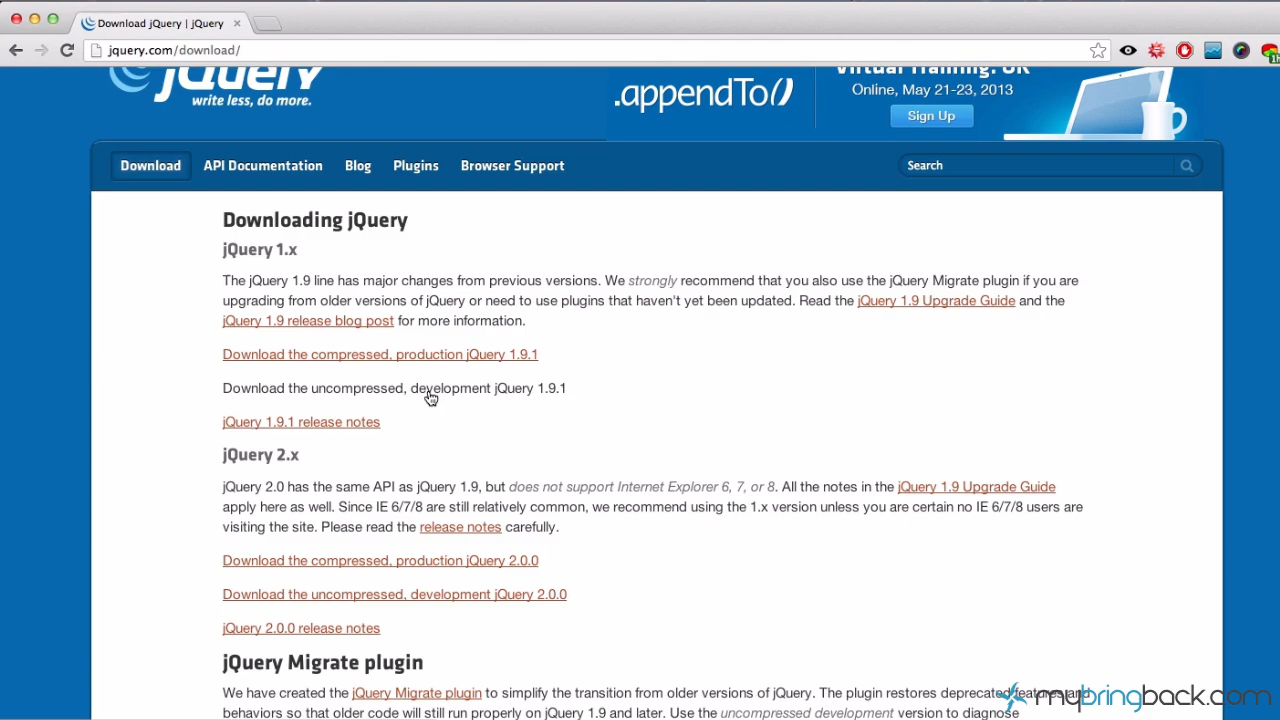 Download jQuery | jQuery
jquery.com/download/
jQuery
write less, do more.
.appendTo()
Virtual Training: UK
Online, May 21-23, 2013
Sign Up
Download API Documentation Blog Plugins Browser Support Search
Downloading jQuery
jQuery 1.x
The jQuery 1.9 line has major changes from previous versions. We strongly recommend that you also use the jQuery Migrate plugin if you are
upgrading from older versions of jQuery or need to use plugins that haven't yet been updated. Read the jQuery 1.9 Upgrade Guide and the
jQuery 1.9 release blog post for more information.
Download the compressed, production jQuery 1.9.1
Download the uncompressed, development jQuery 1.9.1
jQuery 1.9.1 release notes
jQuery 2.x
jQuery 2.0 has the same API as jQuery 1.9, but does not support Internet Explorer 6, 7, or 8. All the notes in the jQuery 1.9 Upgrade Guide
apply here as well. Since IE 6/7/8 are still relatively common, we recommend using the 1.x version unless you are certain no IE 6/7/8 users are
visiting the site. Please read the release notes carefully.
Download the compressed, production jQuery 2.0.0
Download the uncompressed, development jQuery 2.0.0
jQuery 2.0.0 release notes
jQuery Migrate plugin
We have created the jQuery Migrate plugin to simplify the transition from older versions of jQuery. The plugin restores deprecated features and
behaviors so that older code will still run properly on jQuery 1.9 and later. Use the uncompressed development version to diagnose
mybringback.com